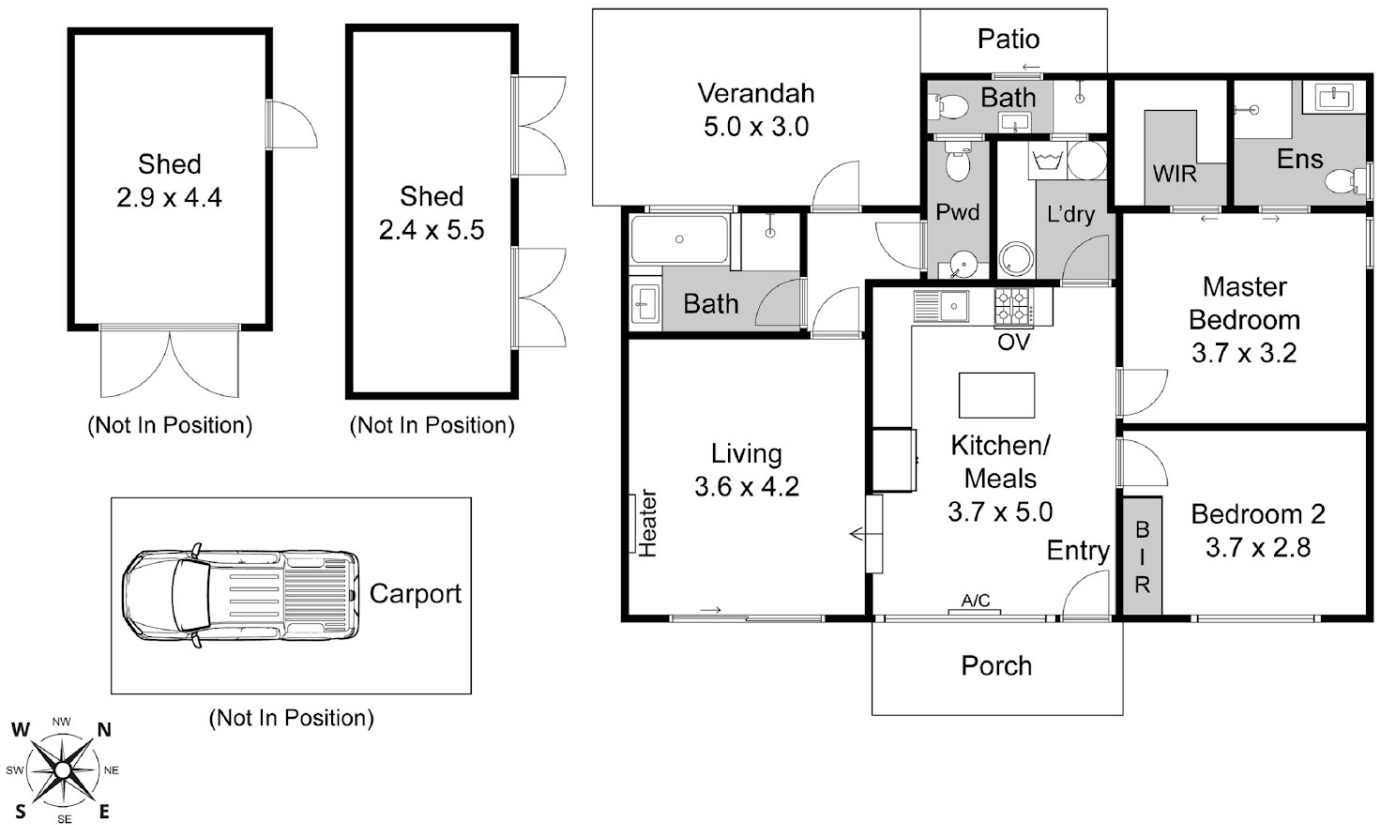 Shed
2.9 x 4.4
(Not In Position)
Shed
2.4 x 5.5
(Not In Position)
Carport
(Not In Position)
W
NW
N
SW
NE
S
SE
E
Patio
Verandah
5.0 x 3.0
Bath
WIR
Ens
Pwd
L'dry
Bath
OV
Master
Bedroom
3.7 x 3.2
Living
3.6 x 4.2
Heater
Kitchen/
Meals
3.7 x 5.0
Entry
A/C
B
I
R
Bedroom 2
3.7 x 2.8
Porch